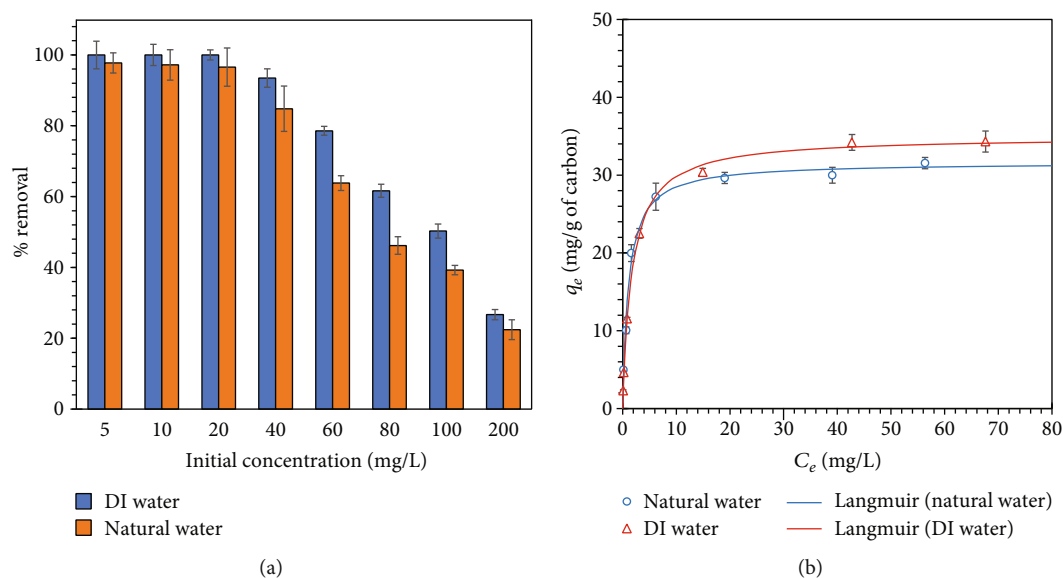 100
80
60
40
20
0
% removal
5 10 20 40 60 80 100 200
Initial concentration (mg/L)
DI water
Natural water
(a)
50
40
30
20
10
0
qe (mg/g of carbon)
0 10 20 30 40 50 60 70 80
Ce (mg/L)
Natural water Langmuir (natural water)
DI water Langmuir (DI water)
(b)